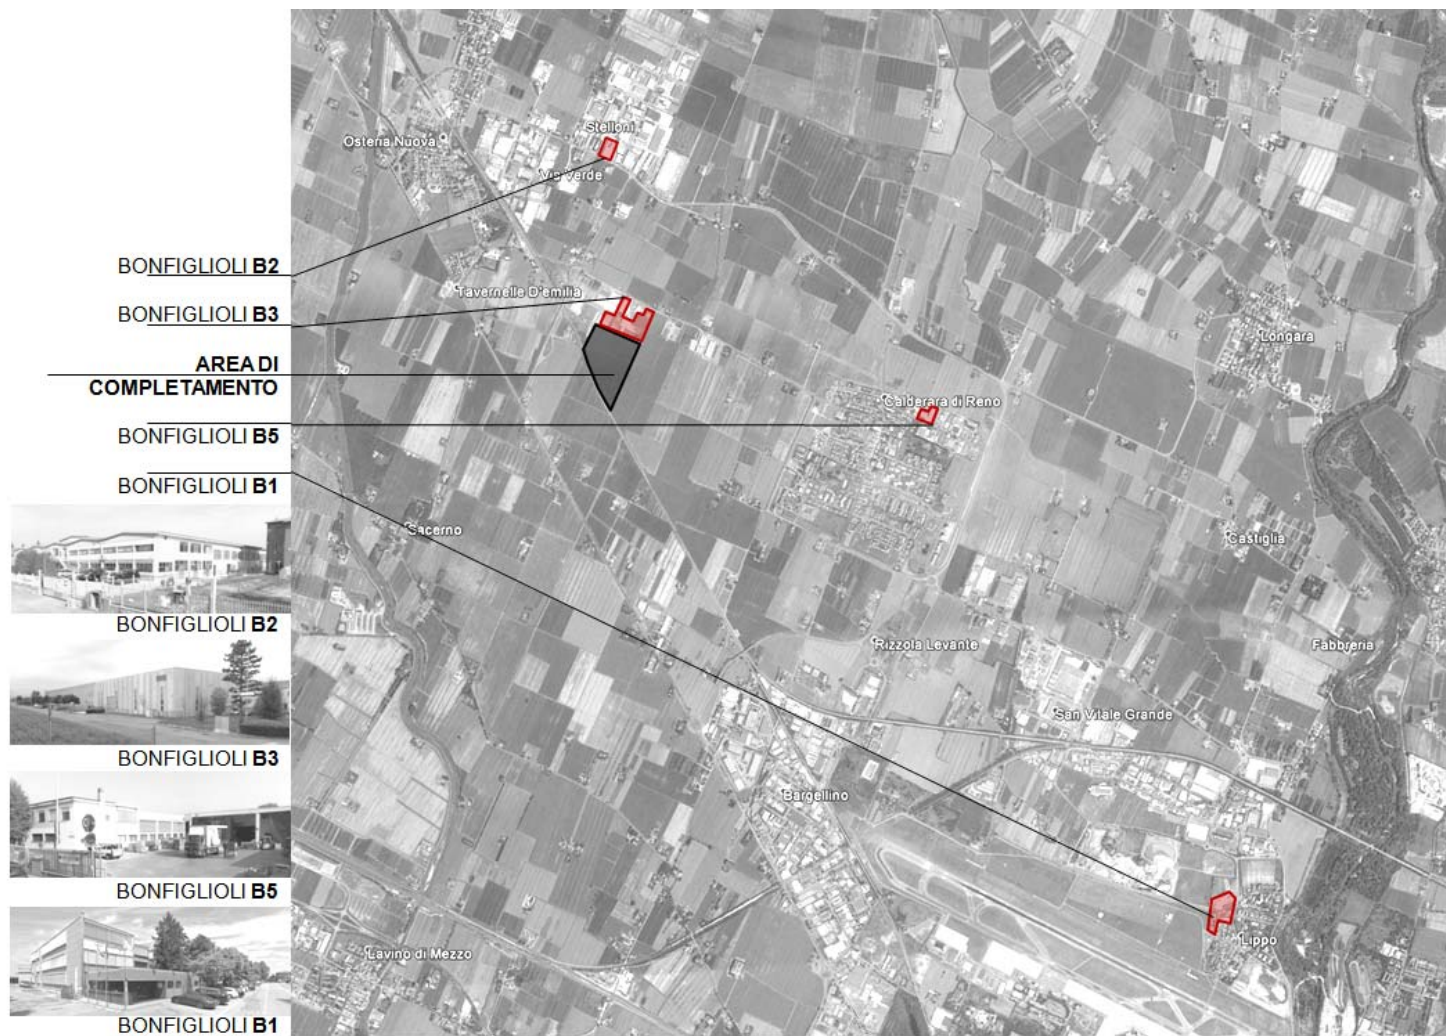 Stelloni
Osteria Nuova
Via Verde
BONFIGLIOLI B2
Tavernelle D'emilia
BONFIGLIOLI B3
Longara
AREA DI
COMPLETAMENTO
Calderara di Reno
BONFIGLIOLI B5
BONFIGLIOLI B1
Sacerno
Castiglia
BONFIGLIOLI B2
Rizzola Levante
Fabbreria
San Vitale Grande
BONFIGLIOLI B3
Bargellino
BONFIGLIOLI B5
Lippo
Lavino di Mezzo
BONFIGLIOLI B1